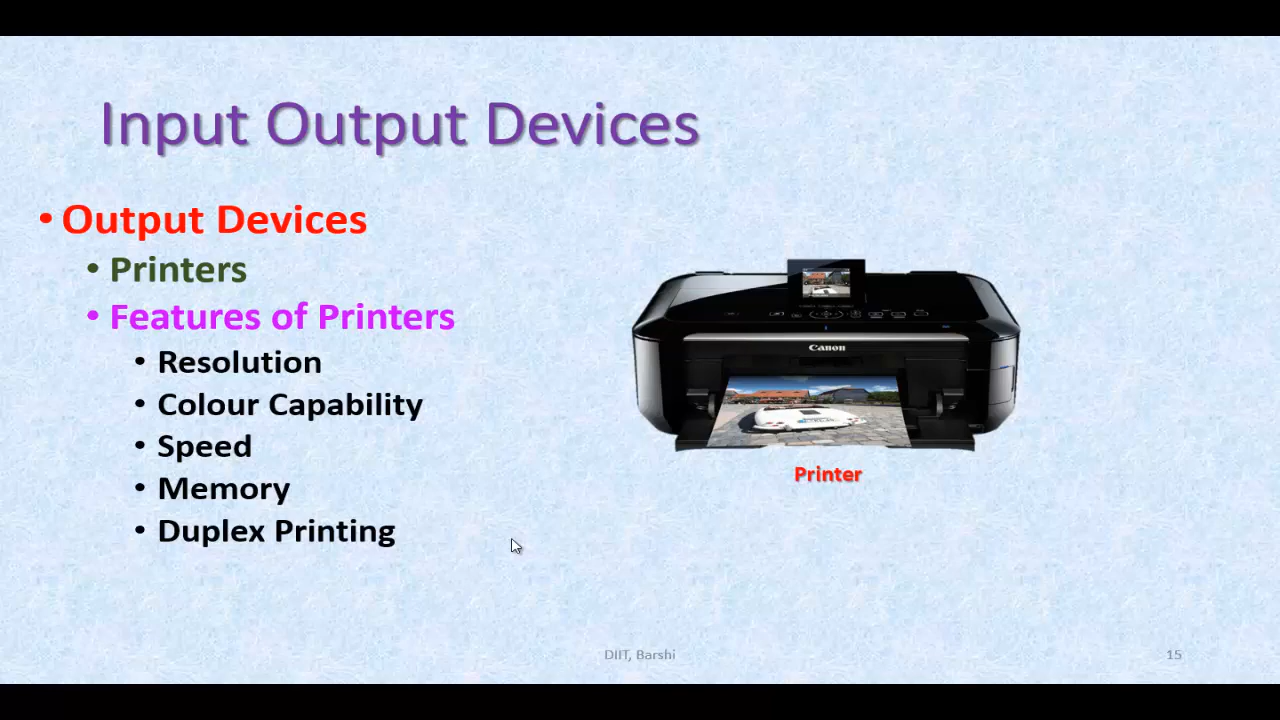 Input Output Devices
• Output Devices
• Printers
• Features of Printers
• Resolution
• Colour Capability
• Speed
• Memory
• Duplex Printing
Canon
Printer
DIIT, Barshi
15